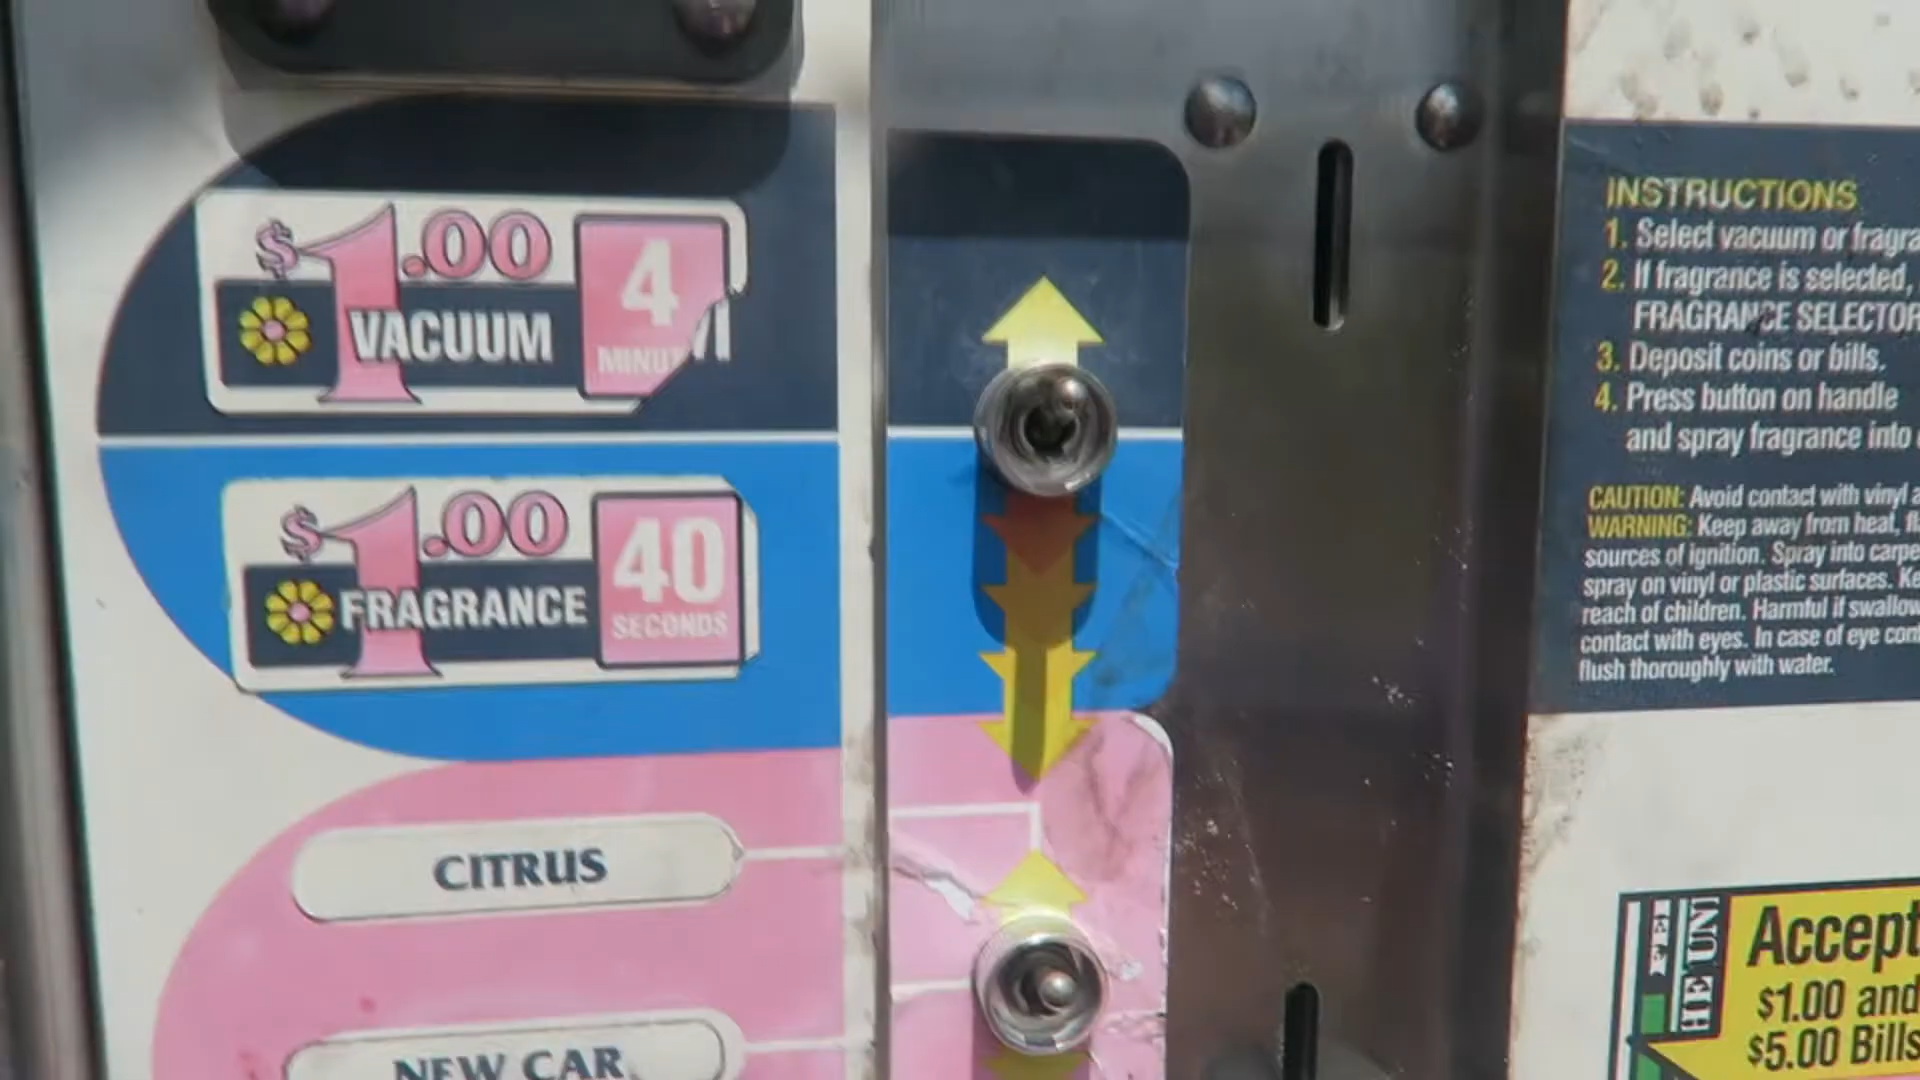 $1.00
VACUUM
4
$1.00
FRAGRANCE
40
SECONDS
CITRUS
NEW CAR
INSTRUCTIONS
1. Select vacuum or
2. If fragrance is selected,
FRAGRANCE SELECTOR
3. Deposit coins or bills.
4. Press button on handle
and spray fragrance into
CAUTION: Avoid contact with vinyl
WARNING: Keep away from heat,
sources of ignition. Spray into
spray on vinyl or plastic surfaces.
reach of children. Harmful if
contact with eyes. In case of eye
flush thoroughly with water.
Accept
$1.00 and
$5.00 Bills